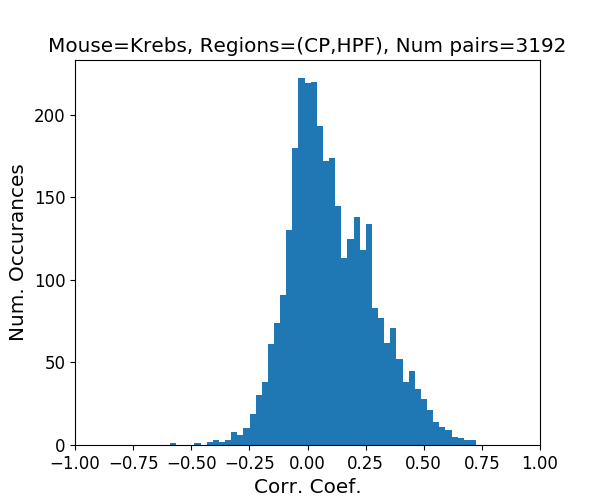 Mouse=Krebs, Regions=(CP,HPF), Num pairs=3192
Num. Occurances
200
150
100
50
0
−1.00 −0.75 −0.50 −0.25 0.00 0.25 0.50 0.75 1.00
Corr. Coef.